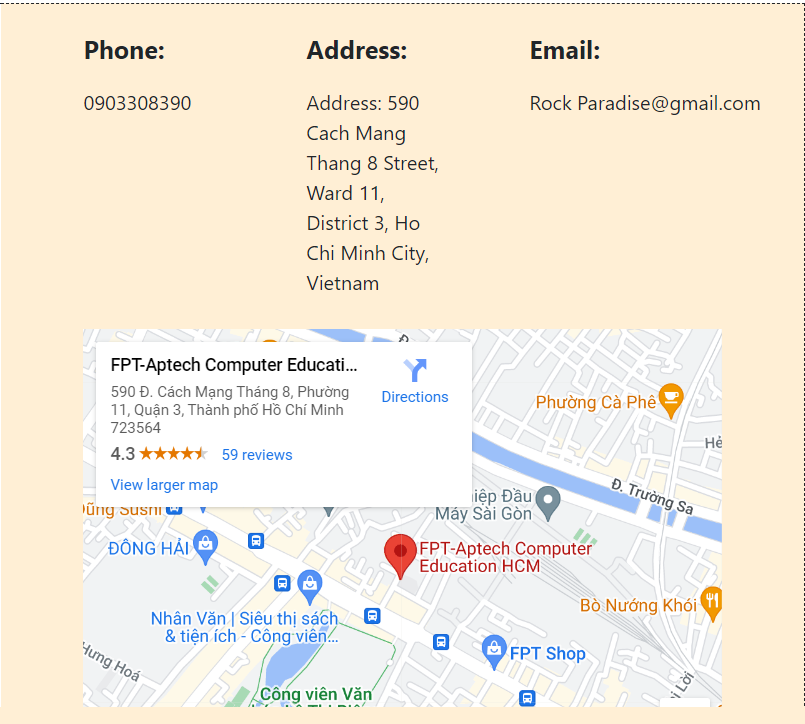 Phone:
Address:
Email:
0903308390
Address: 590
Cach Mang
Thang 8 Street,
Ward 11,
District 3, Ho
Chi Minh City,
Vietnam
Rock Paradise@gmail.com
FPT-Aptech Computer Educati...
590 Đ. Cách Mạng Tháng 8, Phường
11, Quận 3, Thành phố Hồ Chí Minh
723564
4.3
59 reviews
View larger map
Directions
Phường Cà Phê
Đ. Trường Sa
iệp Đầu
Máy Sài Gòn
Dũng Sushi
ĐÔNG HẢI
FPT-Aptech Computer
Education HCM
Bò Nướng Khói
Nhân Văn | Siêu thị sách
& tiện ích - Công viên...
FPT Shop
Hưng Hoá
Công viên Văn